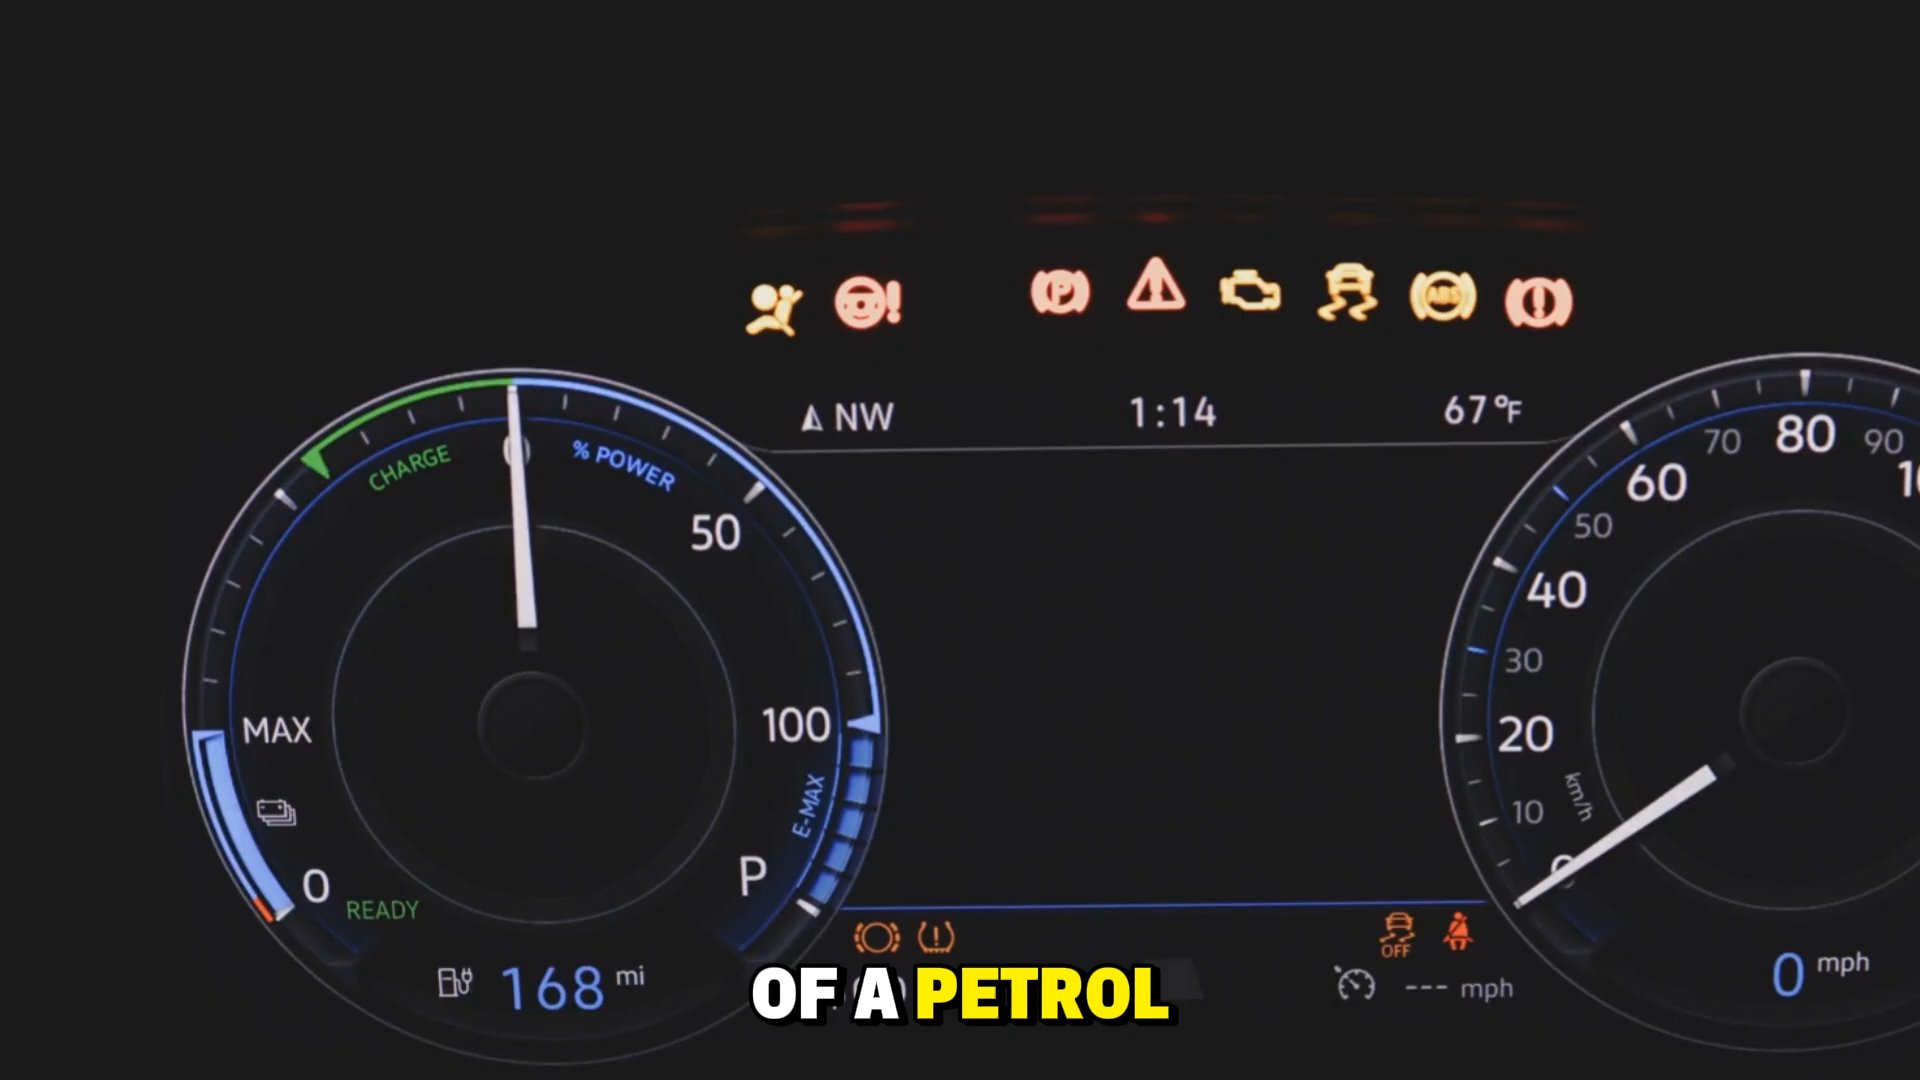 P
ABS
NW 1:14 67°F
CHARGE % POWER
50
MAX
100
E-MAX
0
P
READY
168 mi
70 80 90
60
50
40
30
20
km/h
10
OFF
--- mph
0 mph
OF A PETROL